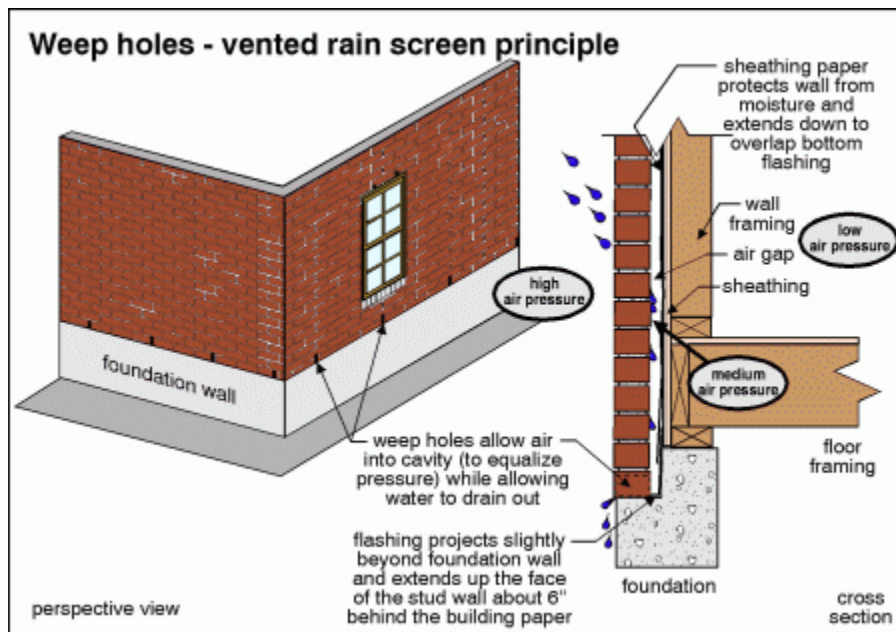 Weep holes - vented rain screen principle
sheathing paper
protects wall from
moisture and
extends down to
overlap bottom
flashing
wall
framing
low
air pressure
air gap
sheathing
high
air pressure
medium
air pressure
foundation wall
weep holes allow air
into cavity (to equalize
pressure) while allowing
water to drain out
floor
framing
flashing projects slightly
beyond foundation wall
and extends up the face
of the stud wall about 6"
behind the building paper
foundation
perspective view
cross
section